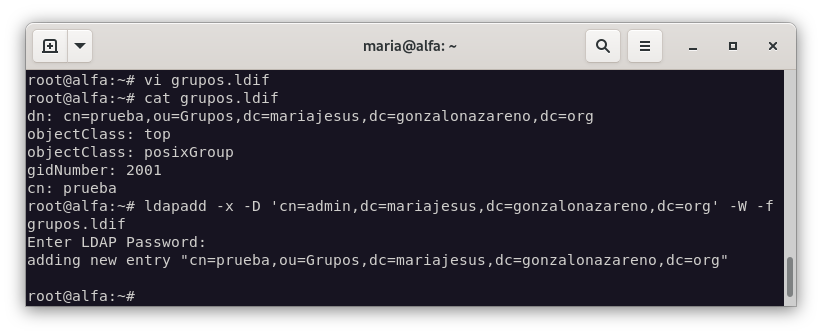 maria@alfa: ~
root@alfa:~# vi grupos.ldif
root@alfa:~# cat grupos.ldif
dn: cn=prueba,ou=Grupos,dc=mariajesus,dc=gonzalonazareno,dc=org
objectClass: top
objectClass: posixGroup
gidNumber: 2001
cn: prueba
root@alfa:~# ldapadd -x -D 'cn=admin,dc=mariajesus,dc=gonzalonazareno,dc=org' -W -f
grupos.ldif
Enter LDAP Password:
adding new entry "cn=prueba,ou=Grupos,dc=mariajesus,dc=gonzalonazareno,dc=org"
root@alfa:~#